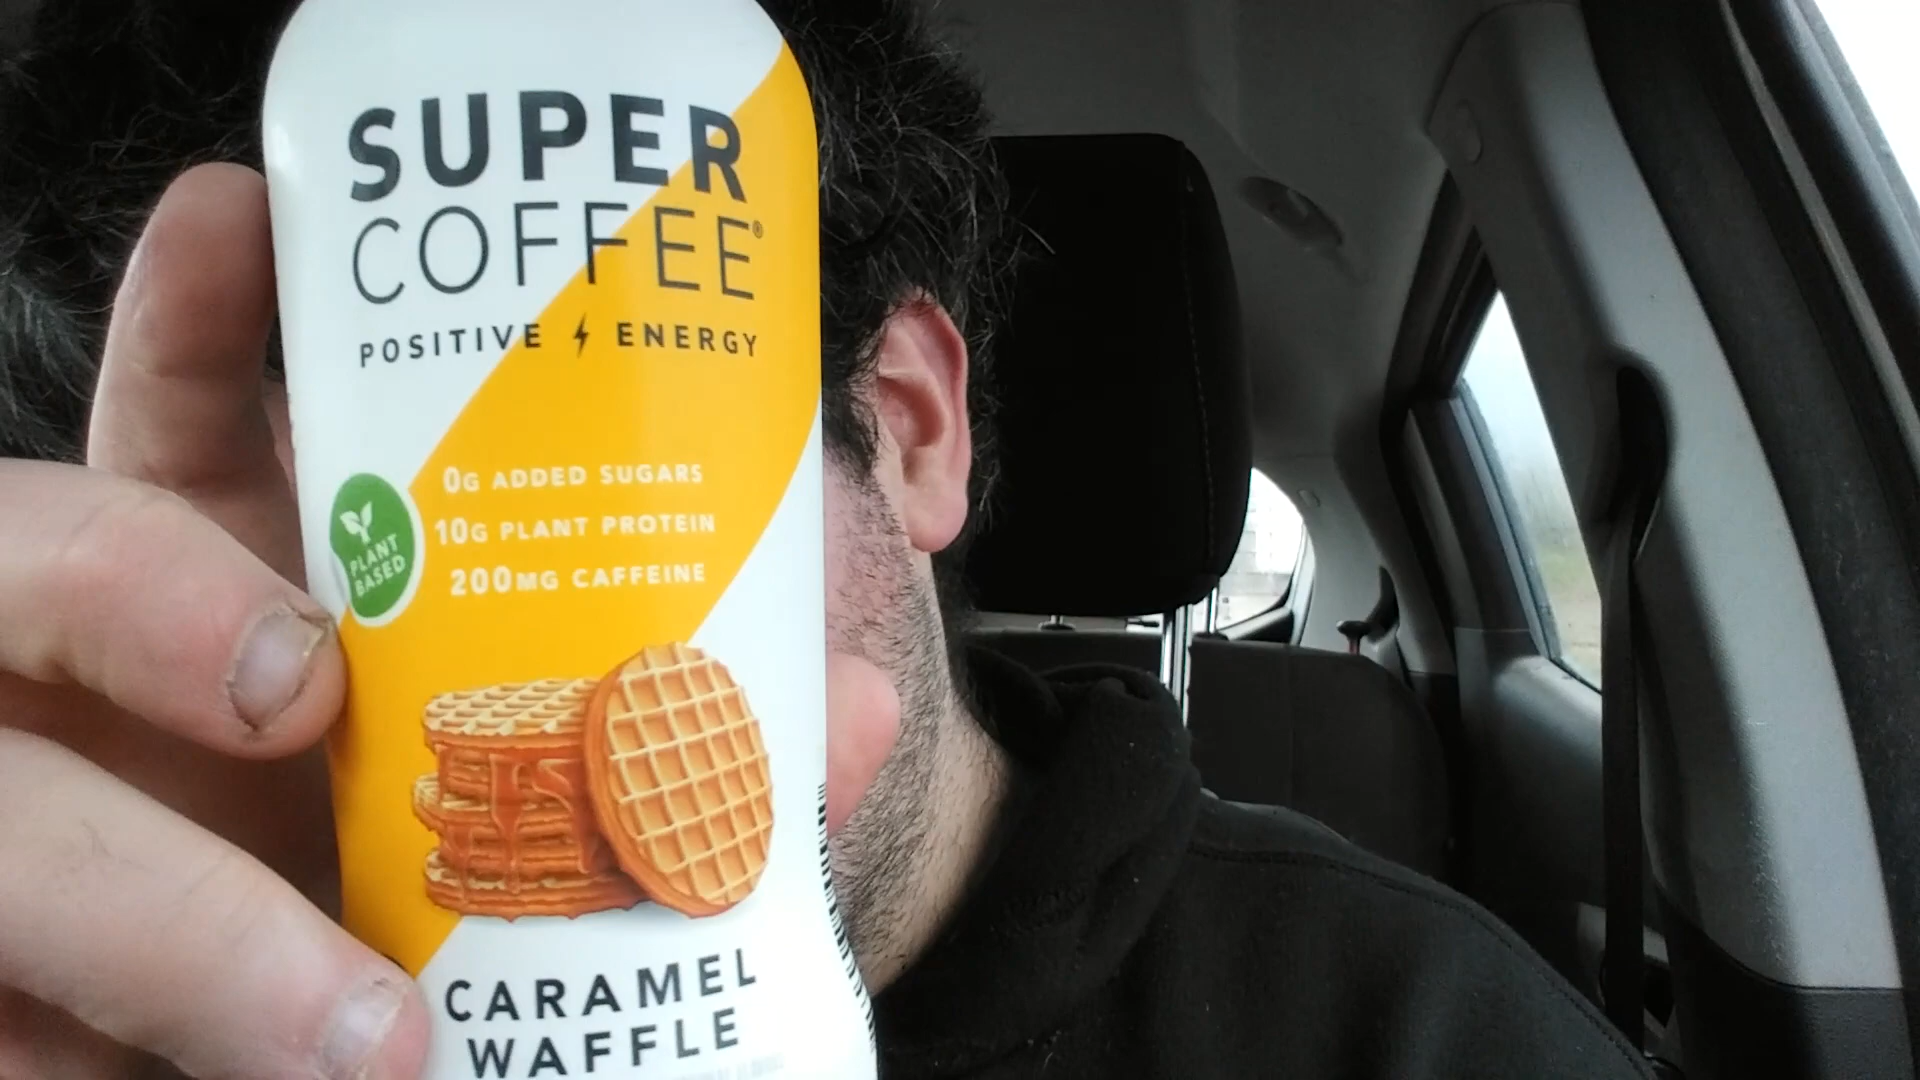 SUPER
COFFEE®
POSITIVE ENERGY
0G ADDED SUGARS
10G PLANT PROTEIN
200MG CAFFEINE
PLANT
BASED
CARAMEL
WAFFLE